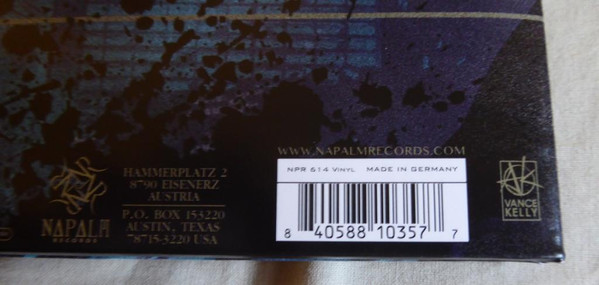 WWW.NAPALMRECORDS.COM
HAMMERPLATZ 2
8790 EISENERZ
AUSTRIA
P.O. BOX 153220
AUSTIN, TEXAS
78715-3220 USA
NAPALM
RECORDS
NPR 614 VINYL MADE IN GERMANY
8 40588 10357 7
VANCE
KELLY